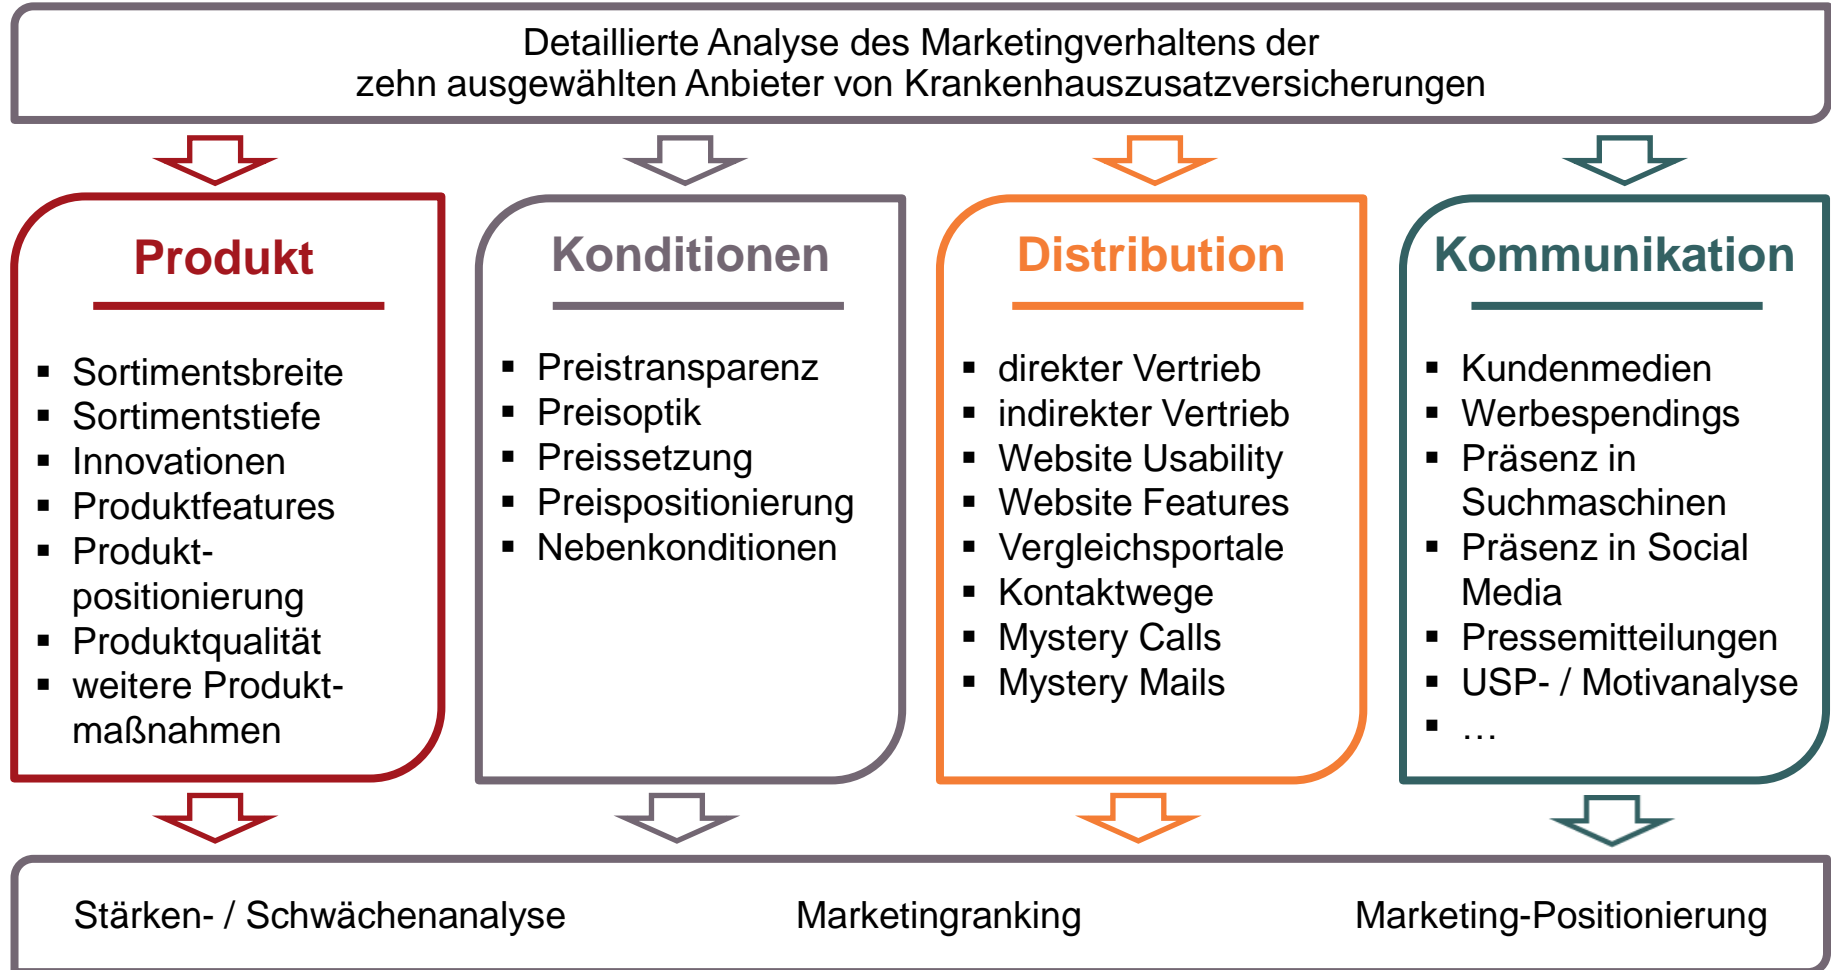 Detaillierte Analyse des Marketingverhaltens der
zehn ausgewählten Anbieter von Krankenhauszusatzversicherungen
Produkt
▪ Sortimentsbreite
▪ Sortimentstiefe
▪ Innovationen
▪ Produktfeatures
▪ Produkt-
positionierung
▪ Produktqualität
▪ weitere Produkt-
maßnahmen
Konditionen
▪ Preistransparenz
▪ Preisoptik
▪ Preissetzung
▪ Preispositionierung
▪ Nebenkonditionen
Distribution
▪ direkter Vertrieb
▪ indirekter Vertrieb
▪ Website Usability
▪ Website Features
▪ Vergleichsportale
▪ Kontaktwege
▪ Mystery Calls
▪ Mystery Mails
Kommunikation
▪ Kundenmedien
▪ Werbespendings
▪ Präsenz in
Suchmaschinen
▪ Präsenz in Social
Media
▪ Pressemitteilungen
▪ USP- / Motivanalyse
▪ …
Stärken- / Schwächenanalyse
Marketingranking
Marketing-Positionierung